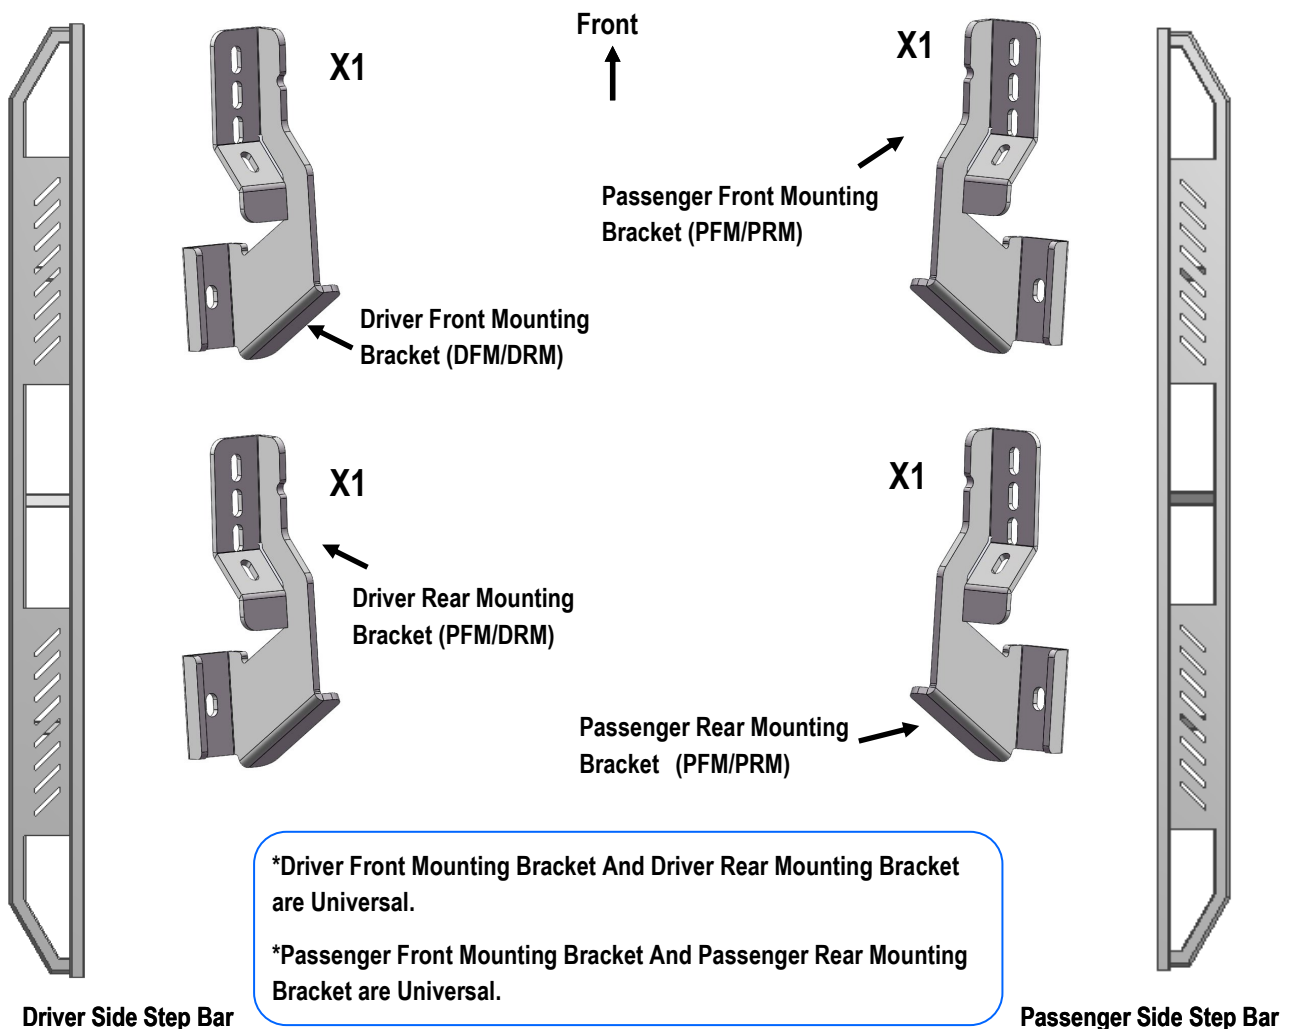 Front
X1
X1
Passenger Front Mounting
Bracket (PFM/PRM)
Driver Front Mounting
Bracket (DFM/DRM)
X1
X1
Driver Rear Mounting
Bracket (PFM/DRM)
Passenger Rear Mounting
Bracket (PFM/PRM)
*Driver Front Mounting Bracket And Driver Rear Mounting Bracket
are Universal.
*Passenger Front Mounting Bracket And Passenger Rear Mounting
Bracket are Universal.
Driver Side Step Bar
Passenger Side Step Bar